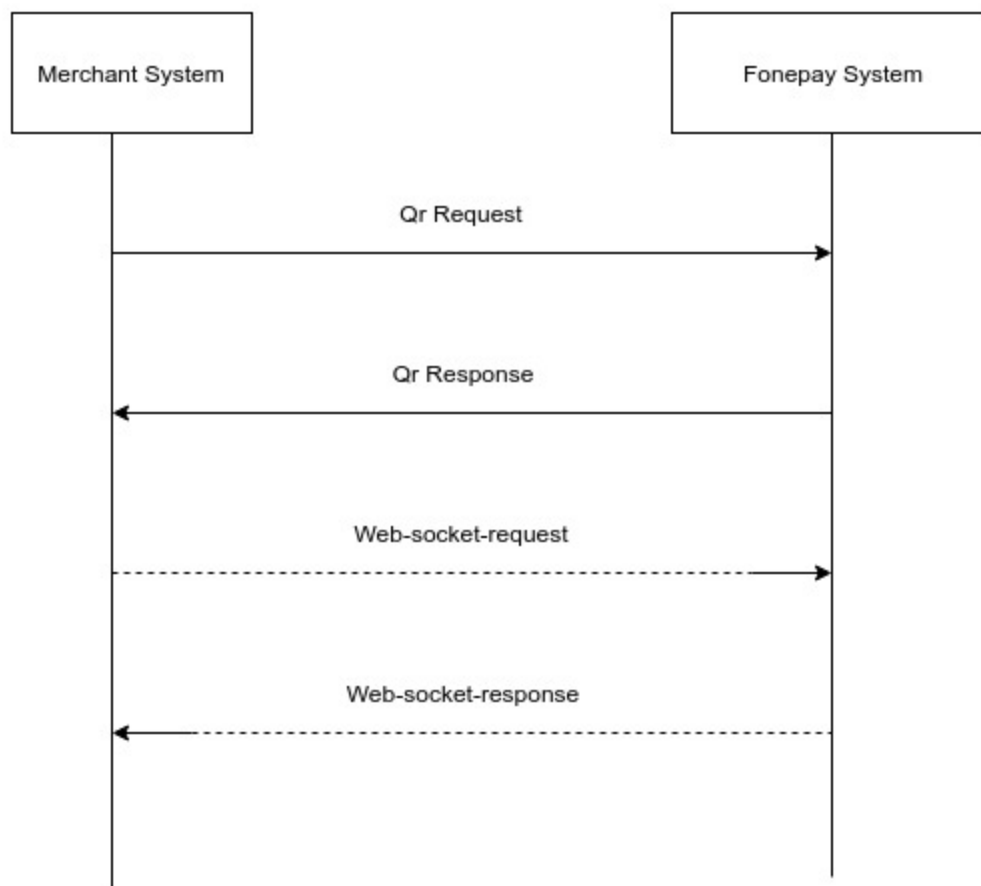 Merchant System
Fonepay System
Qr Request
Qr Response
Web-socket-request
Web-socket-response